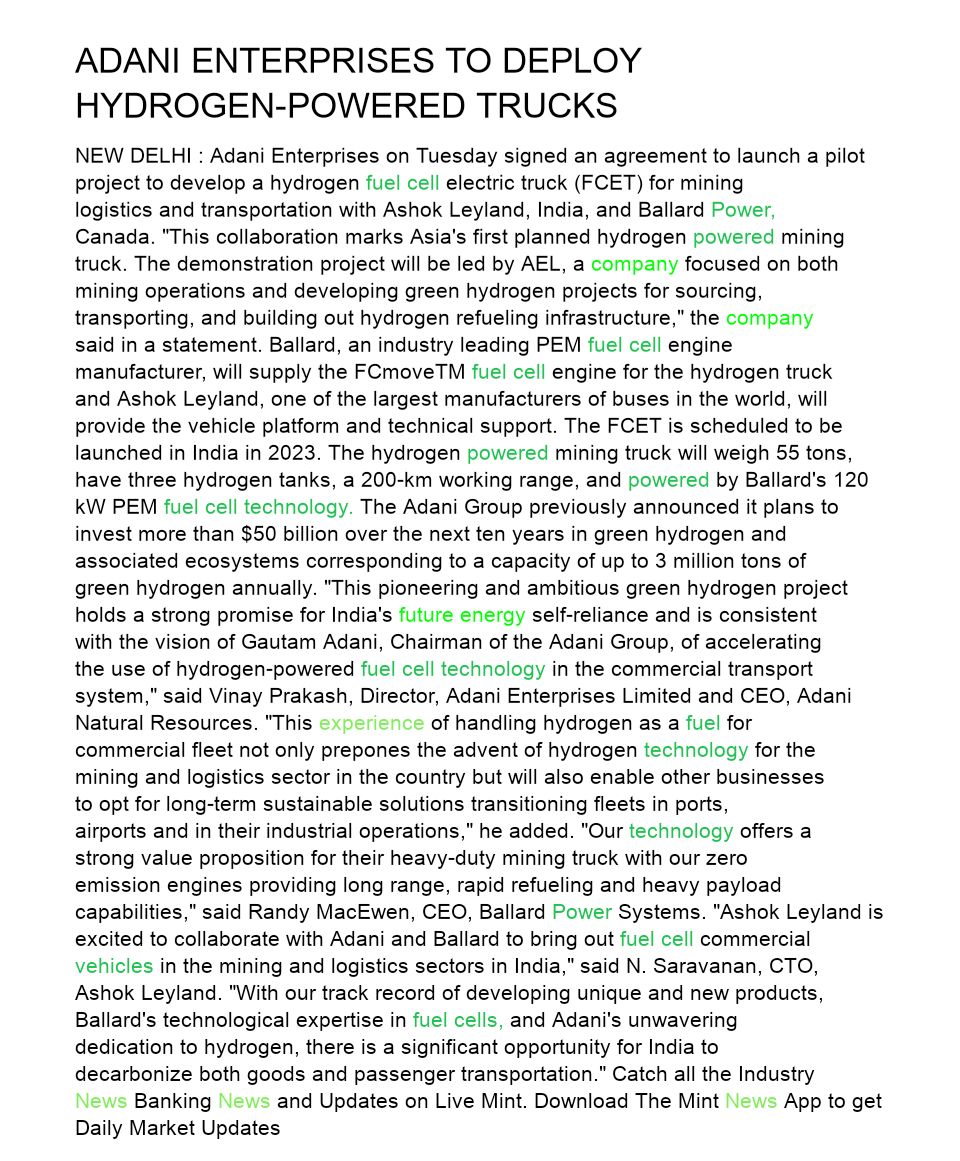 ADANI ENTERPRISES TO DEPLOY
HYDROGEN-POWERED TRUCKS
NEW DELHI : Adani Enterprises on Tuesday signed an agreement to launch a pilot
project to develop a hydrogen fuel cell electric truck (FCET) for mining
logistics and transportation with Ashok Leyland, India, and Ballard Power,
Canada. "This collaboration marks Asia's first planned hydrogen powered mining
truck. The demonstration project will be led by AEL, a company focused on both
mining operations and developing green hydrogen projects for sourcing,
transporting, and building out hydrogen refueling infrastructure," the company
said in a statement. Ballard, an industry leading PEM fuel cell engine
manufacturer, will supply the FCmoveTM fuel cell engine for the hydrogen truck
and Ashok Leyland, one of the largest manufacturers of buses in the world, will
provide the vehicle platform and technical support. The FCET is scheduled to be
launched in India in 2023. The hydrogen powered mining truck will weigh 55 tons,
have three hydrogen tanks, a 200-km working range, and powered by Ballard's 120
kW PEM fuel cell technology. The Adani Group previously announced it plans to
invest more than $50 billion over the next ten years in green hydrogen and
associated ecosystems corresponding to a capacity of up to 3 million tons of
green hydrogen annually. "This pioneering and ambitious green hydrogen project
holds a strong promise for India's future energy self-reliance and is consistent
with the vision of Gautam Adani, Chairman of the Adani Group, of accelerating
the use of hydrogen-powered fuel cell technology in the commercial transport
system," said Vinay Prakash, Director, Adani Enterprises Limited and CEO, Adani
Natural Resources. "This experience of handling hydrogen as a fuel for
commercial fleet not only prepones the advent of hydrogen technology for the
mining and logistics sector in the country but will also enable other businesses
to opt for long-term sustainable solutions transitioning fleets in ports,
airports and in their industrial operations," he added. "Our technology offers a
strong value proposition for their heavy-duty mining truck with our zero
emission engines providing long range, rapid refueling and heavy payload
capabilities," said Randy MacEwen, CEO, Ballard Power Systems. "Ashok Leyland is
excited to collaborate with Adani and Ballard to bring out fuel cell commercial
vehicles in the mining and logistics sectors in India," said N. Saravanan, CTO,
Ashok Leyland. "With our track record of developing unique and new products,
Ballard's technological expertise in fuel cells, and Adani's unwavering
dedication to hydrogen, there is a significant opportunity for India to
decarbonize both goods and passenger transportation." Catch all the Industry
News Banking News and Updates on Live Mint. Download The Mint News App to get
Daily Market Updates